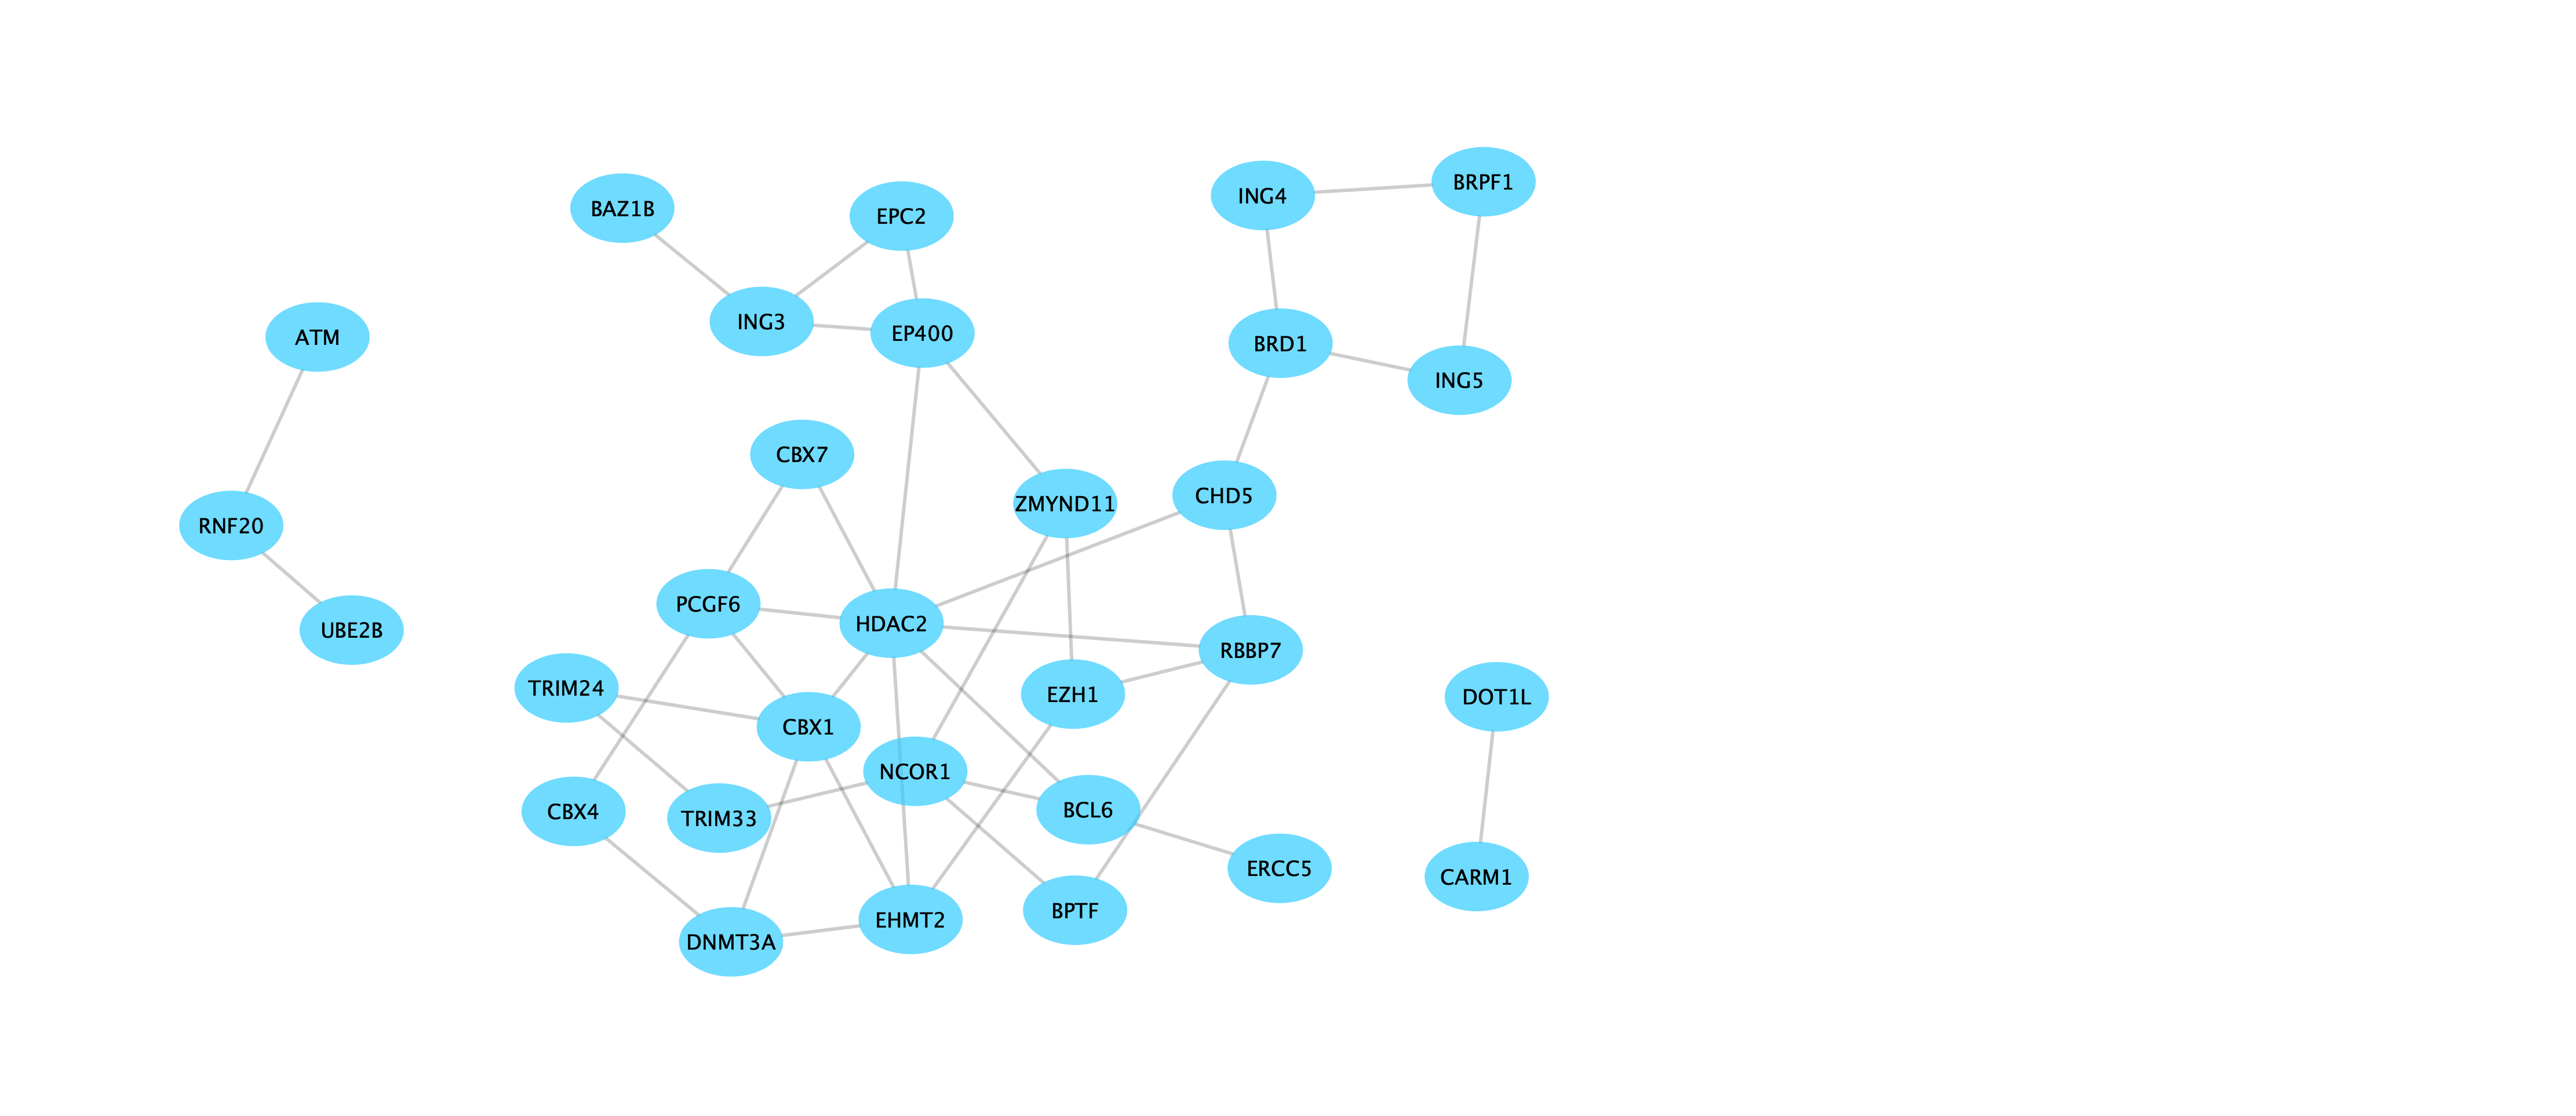 BRPF1
ING4
BAZ1B
EPC2
ING3
EP400
ATM
BRD1
ING5
CBX7
CHD5
ZMYND11
RNF20
PCGF6
HDAC2
UBE2B
RBBP7
TRIM24
EZH1
DOT1L
CBX1
NCOR1
BCL6
CBX4
TRIM33
ERCC5
CARM1
BPTF
EHMT2
DNMT3A